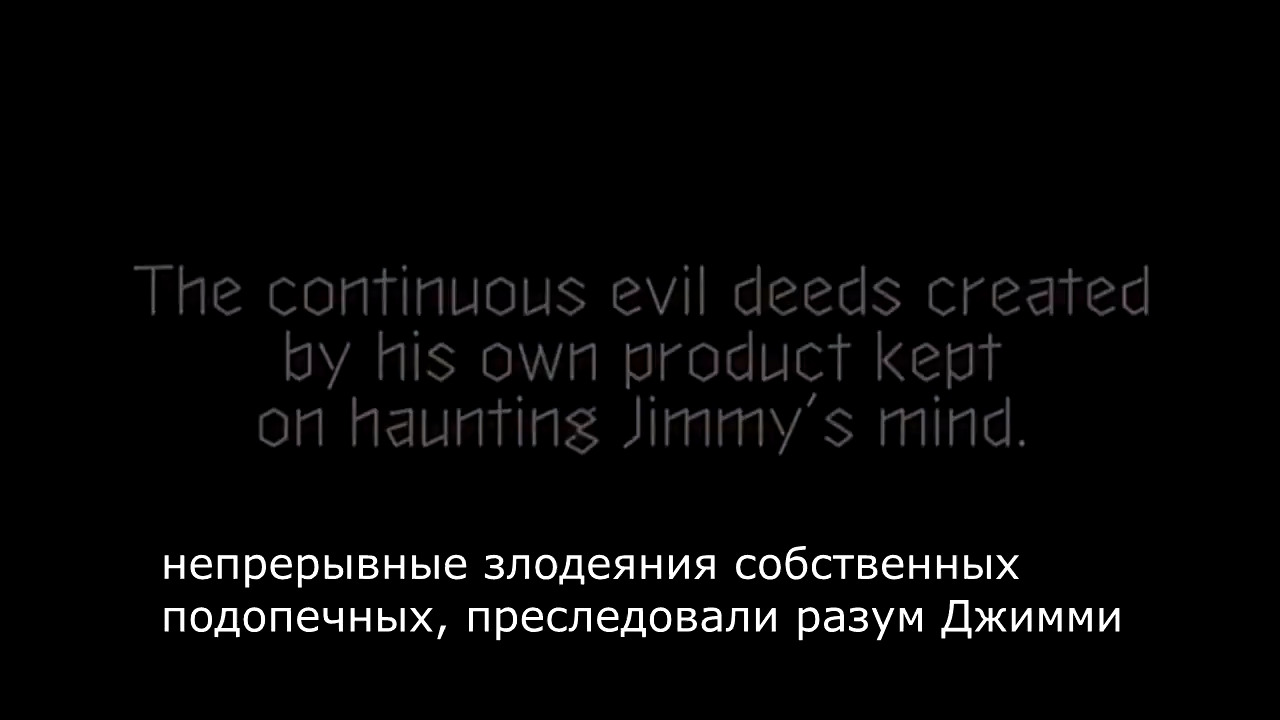 The continuous evil deeds created
by his own product kept
on haunting Jimmy's mind.
непрерывные злодеяния собственных
подопечных, преследовали разум Джимми